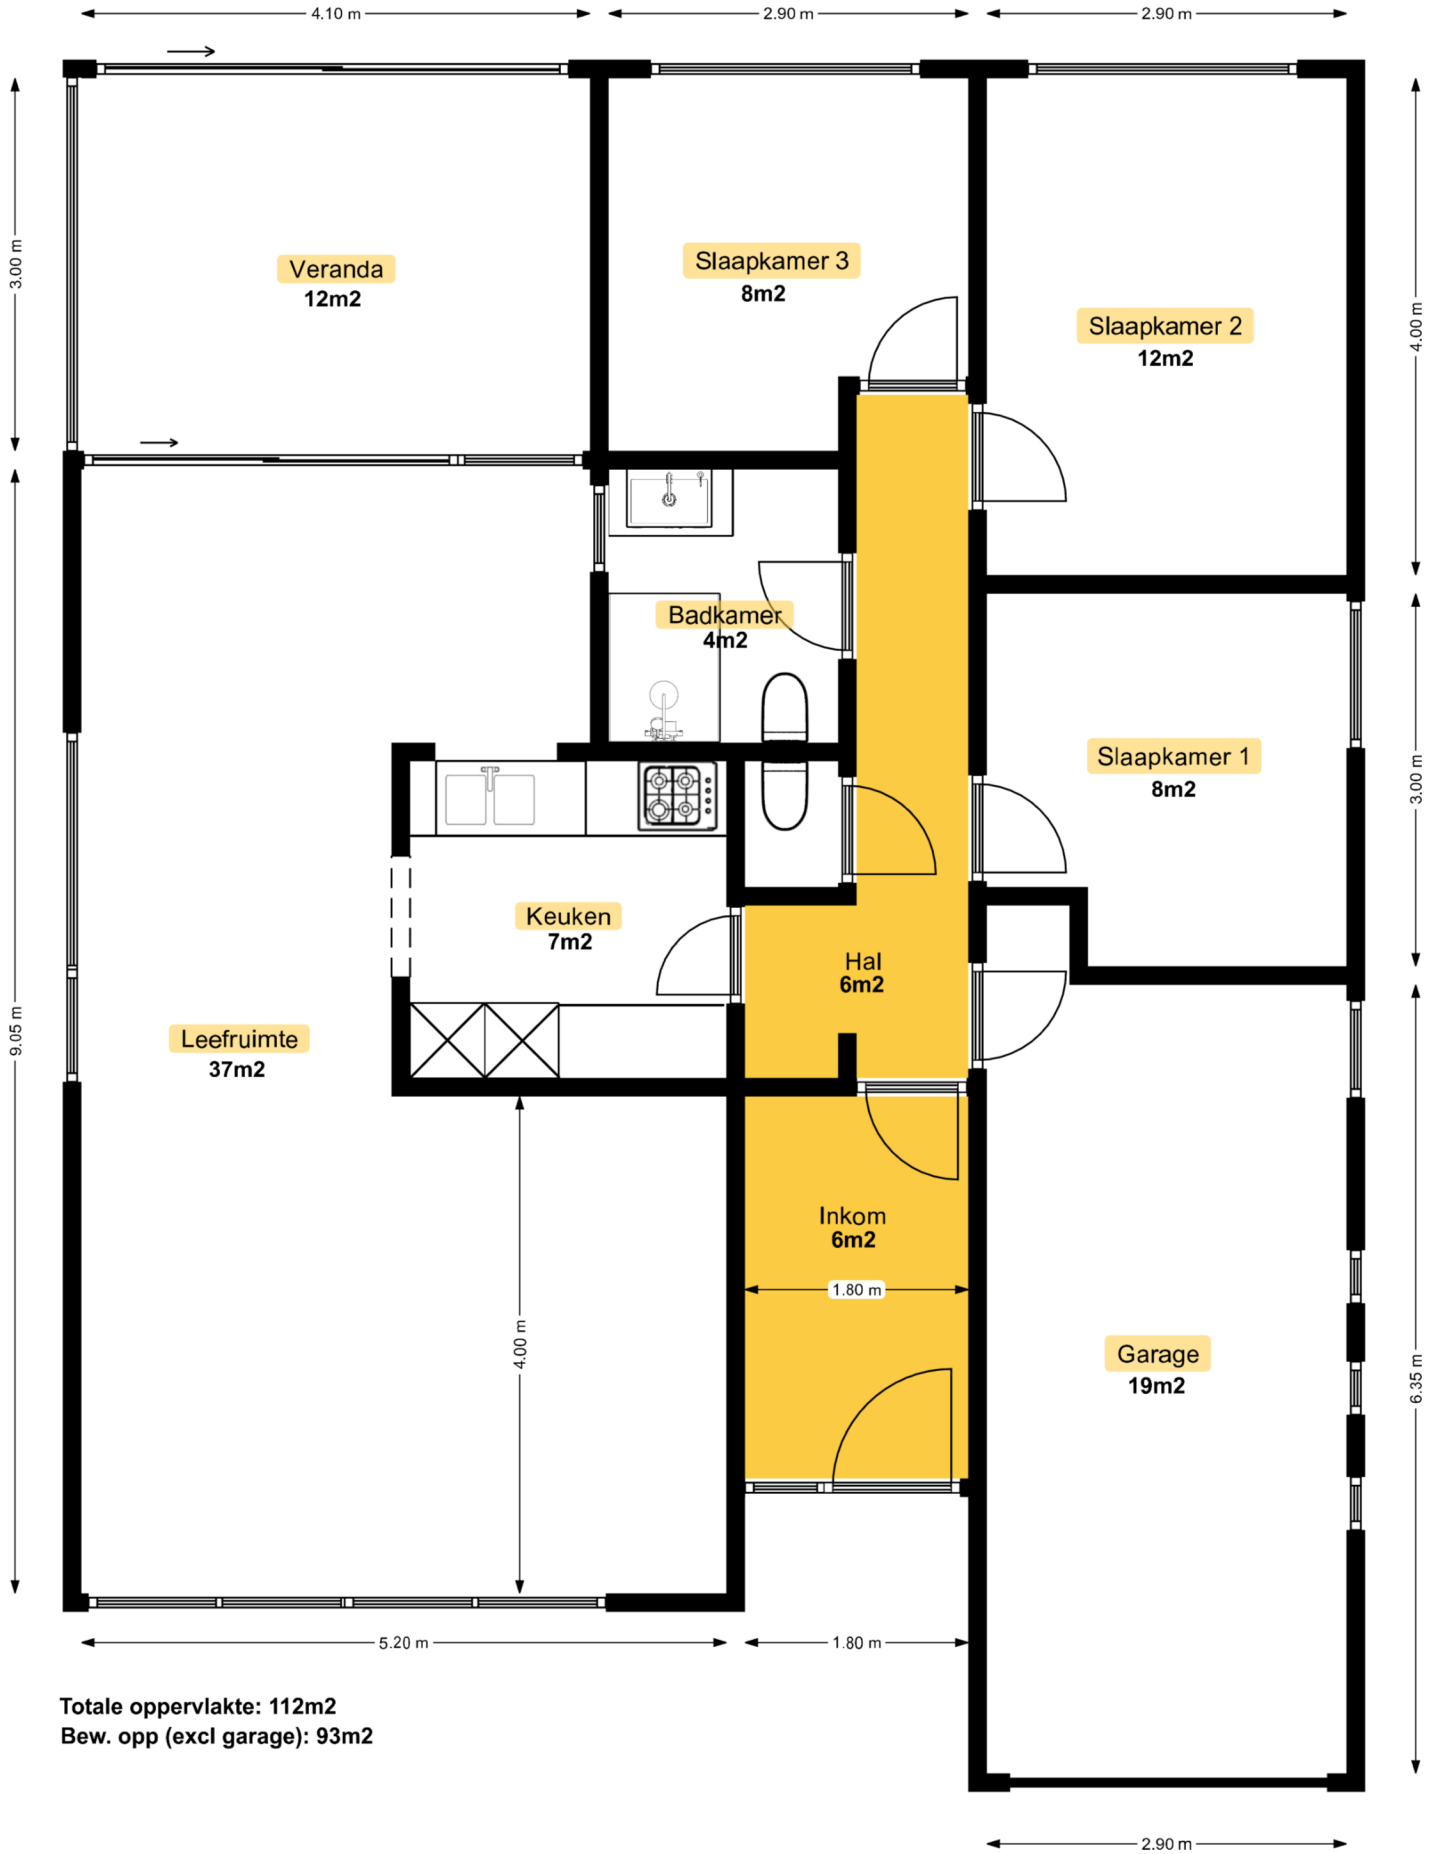 4.10 m
2.90 m
2.90 m
3.00 m
Veranda
12m2
Slaapkamer 3
8m2
Slaapkamer 2
12m2
4.00 m
Badkamer
4m2
Slaapkamer 1
8m2
3.00 m
Keuken
7m2
Hal
6m2
9.05 m
Leefruimte
37m2
Inkom
6m2
1.80 m
4.00 m
Garage
19m2
6.35 m
5.20 m
1.80 m
Totale oppervlakte: 112m2
Bew. opp (excl garage): 93m2
2.90 m